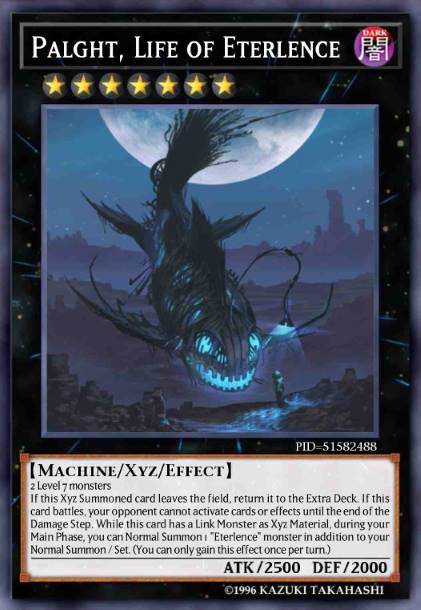 PALGHT, LIFE OF ETERLENCE
DARK
闇
PID=51582488
【MACHINE/XYZ/EFFECT】
2 Level 7 monsters
If this Xyz Summoned card leaves the field, return it to the Extra Deck. If this
card battles, your opponent cannot activate cards or effects until the end of the
Damage Step. While this card has a Link Monster as Xyz Material, during your
Main Phase, you can Normal Summon 1 "Eterlence" monster in addition to your
Normal Summon / Set. (You can only gain this effect once per turn.)
ATK/2500 DEF/2000
©1996 KAZUKI TAKAHASHI